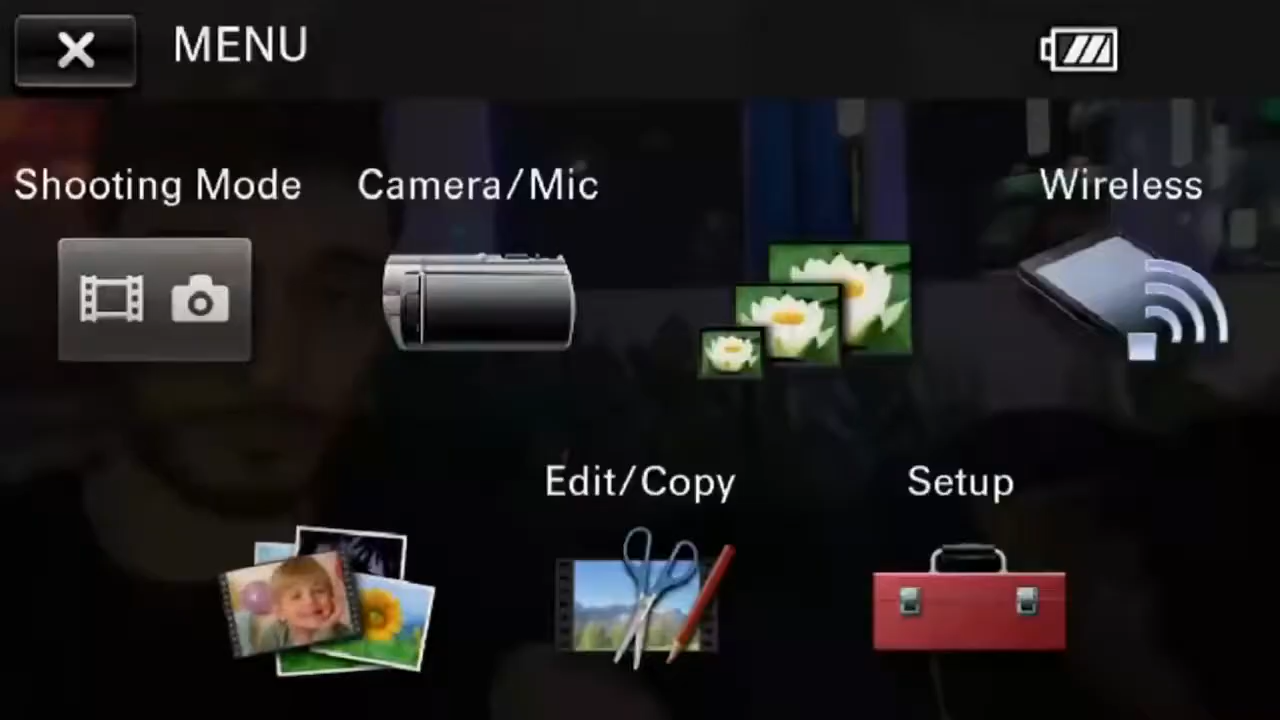 MENU
Shooting Mode
Camera/Mic
Wireless
Edit/Copy
Setup